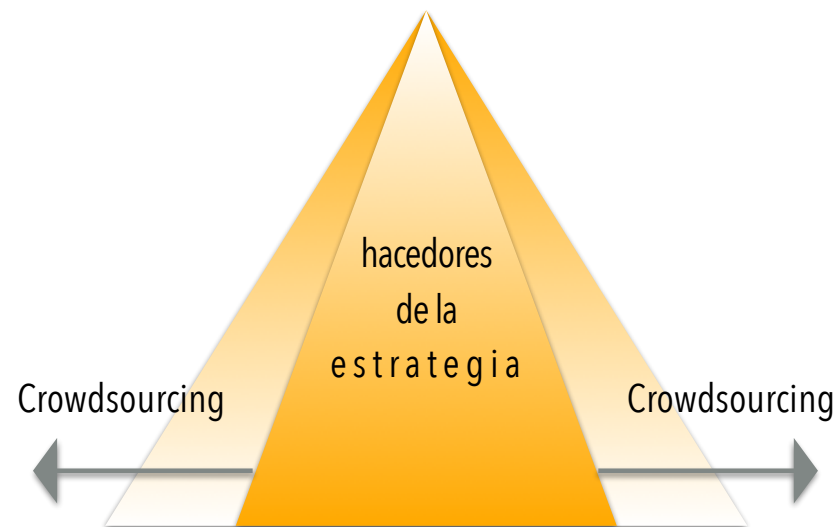 hacedores
de la
estrategia
Crowdsourcing
Crowdsourcing